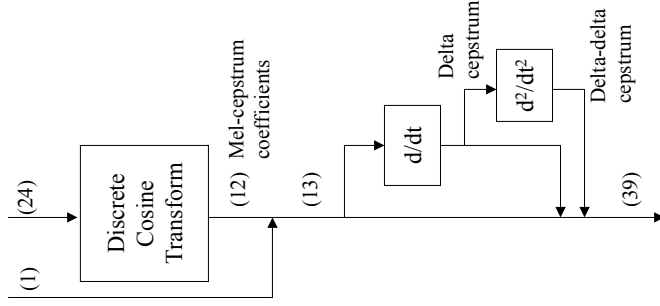 (24)
(1)
Discrete
Cosine
Transform
(12)
Mel-cepstrum
coefficients
(13)
d/dt
Delta
cepstrum
d²/dt²
Delta-delta
cepstrum
(39)